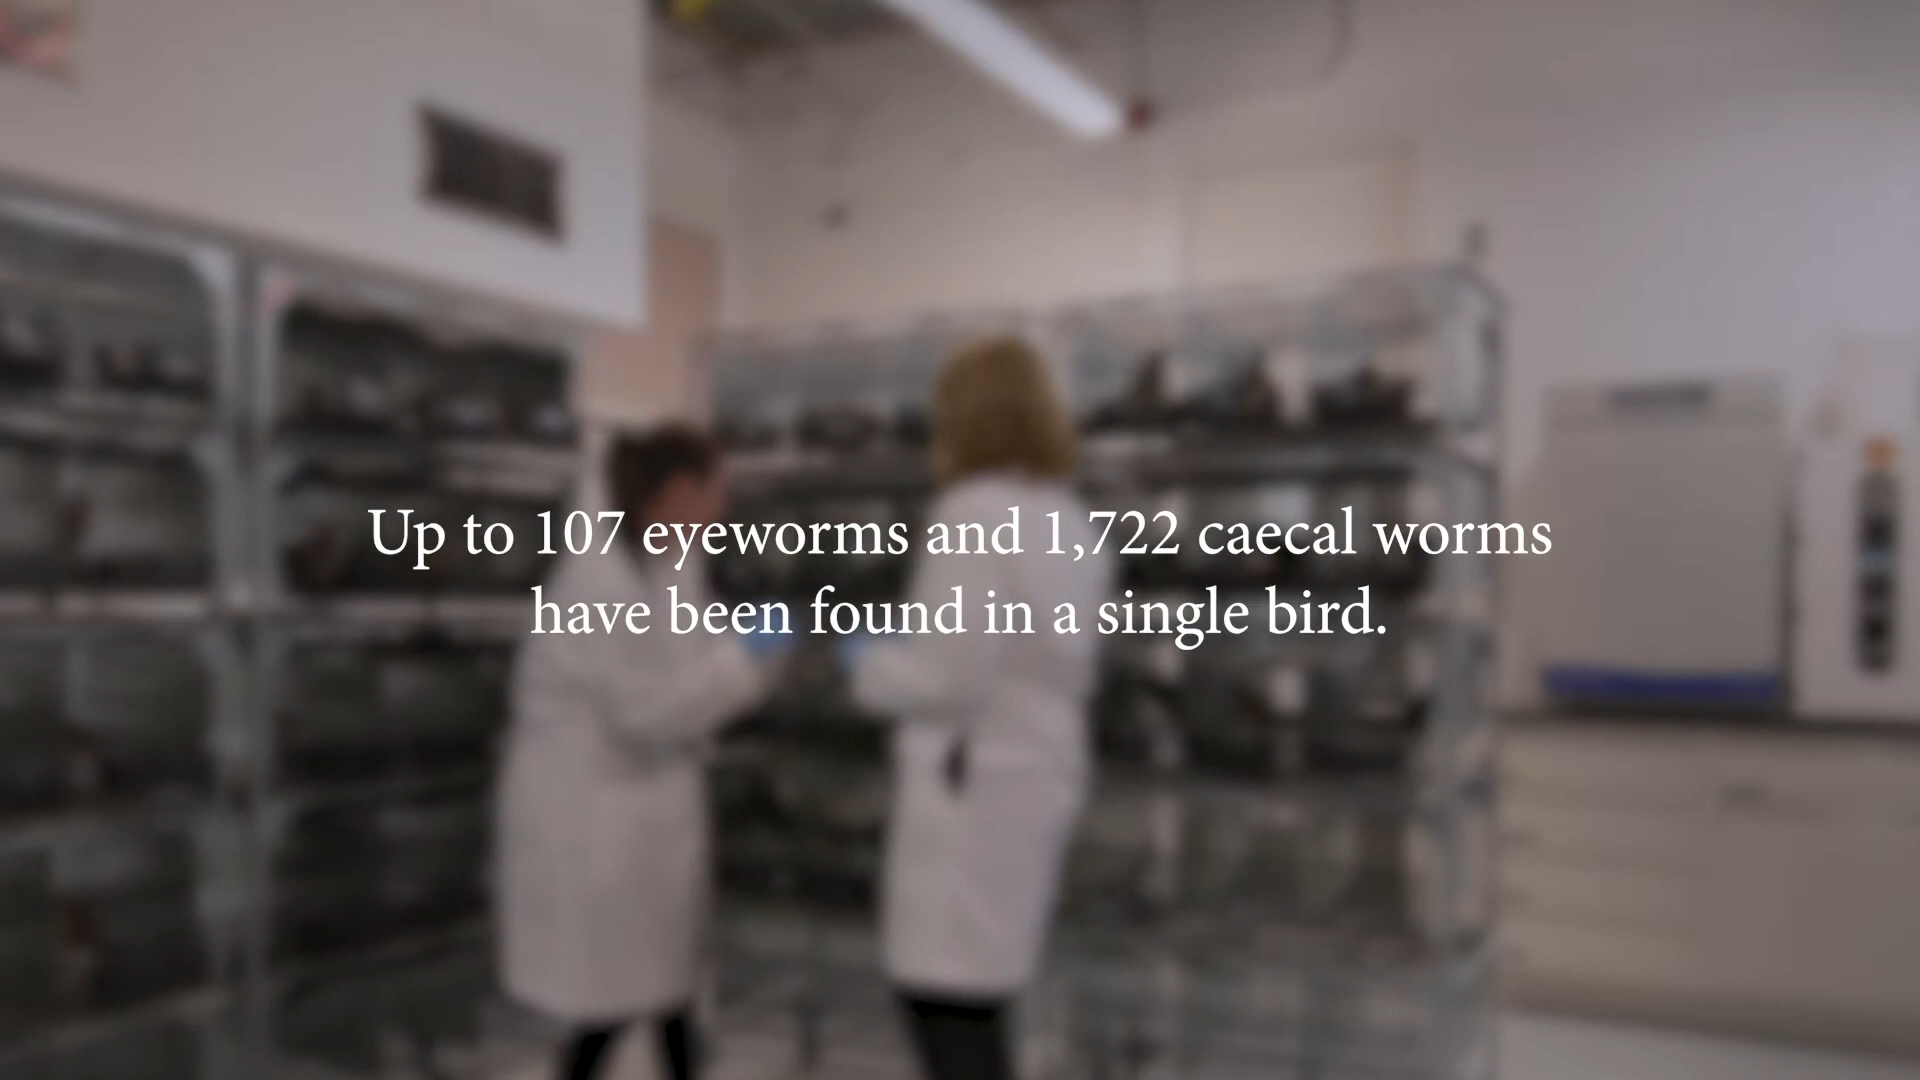 Up to 107 eyeworms and 1,722 caecal worms
have been found in a single bird.